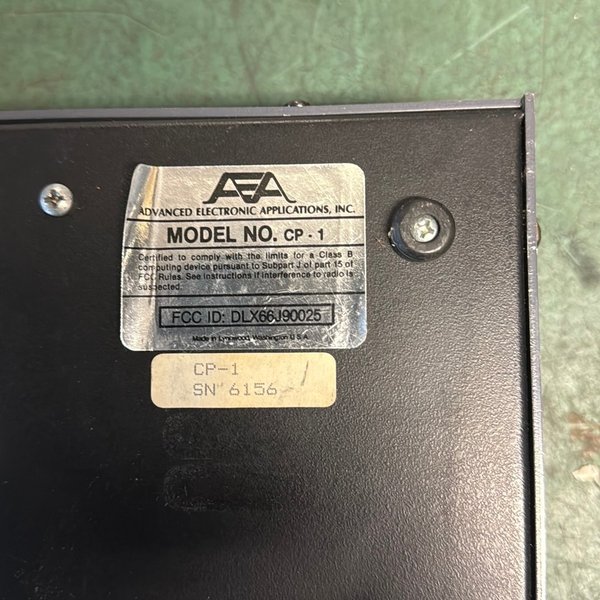 AEA
ADVANCED ELECTRONIC APPLICATIONS, INC.
MODEL NO. CP - 1
Certified to comply with the limits for a Class B
computing device pursuant to Subpart J of part 15 of
FCC Rules. See instructions if interference to radio is
suspected.
FCC ID: DLX66J90025
Made in Lynnwood, Washington U.S.A.
CP-1
SN 6156